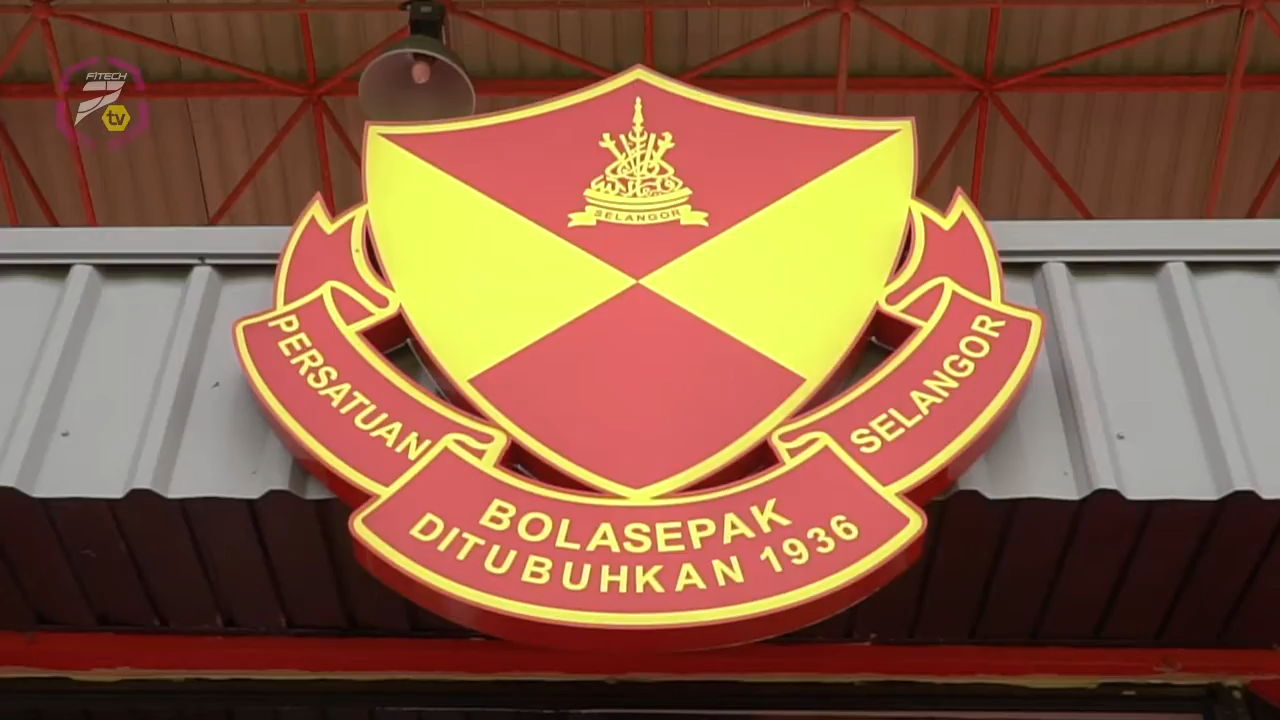 FiTECH
tv
SELANGOR
PERSATUAN
BOLASEPAK
SELANGOR
DITUBUHKAN 1936